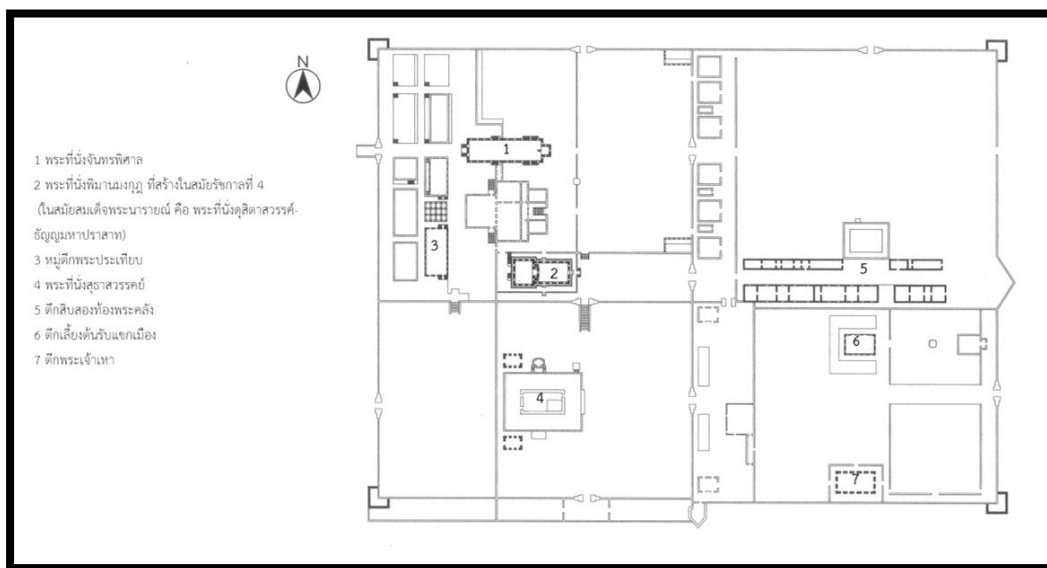 N
1 พระที่นั่งจันทรพิศาล
2 พระที่นั่งพิมานมงกุฎ ที่สร้างในสมัยรัชกาลที่ 4
(ในสมัยสมเด็จพระนารายณ์ คือ พระที่นั่งดุสิตาสวรรค์-
ธัญญมหาปราสาท)
3 หมู่ตึกพระประเทียบ
4 พระที่นั่งสุธาสวรรคย์
5 ตึกสิบสองท้องพระคลัง
6 ตึกเลี้ยงต้นรับแขกเมือง
7 ตึกพระเจ้าเหา
1
2
3
4
5
6
7